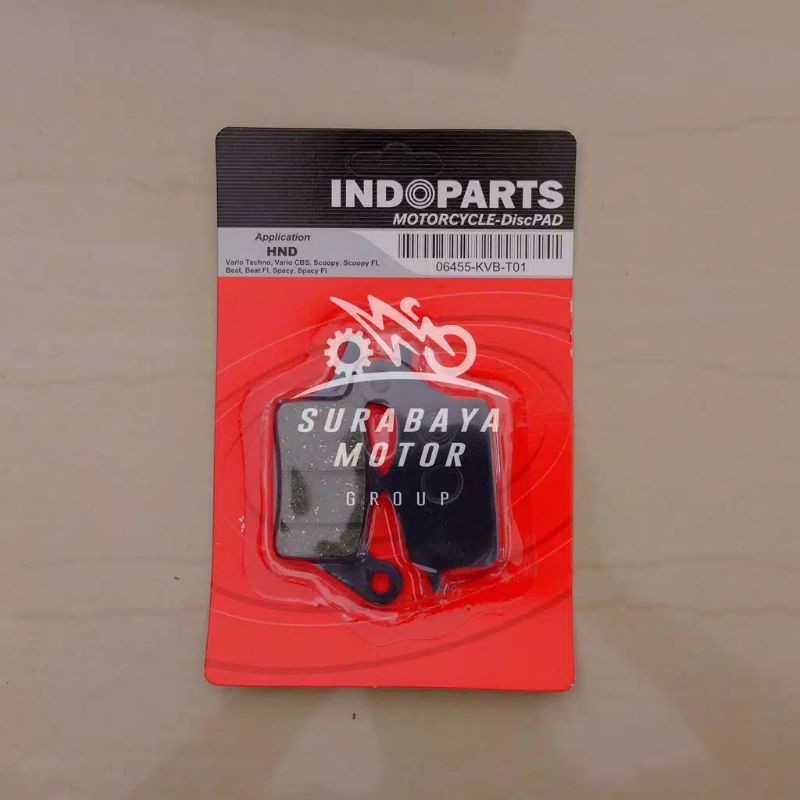 INDOPARTS
MOTORCYCLE-DiscPAD
Application
HND
Vario Techno, Vario CBS, Scoopy, Scoopy FI,
Beat, Beat FI, Spacy, Spacy FI
06455-KVB-T01
SURABAYA
MOTOR
GROUP